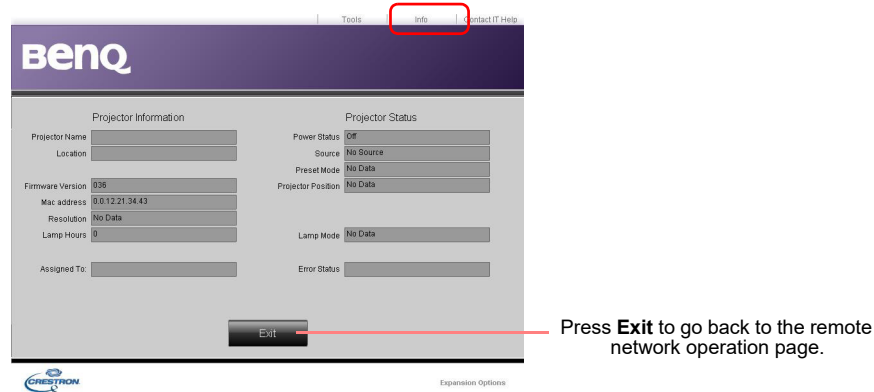 Tools Info Contact IT Help
BenQ
Projector Information
Projector Name
Location
Firmware Version 036
Mac address 0.0.12.21.34.43
Resolution No Data
Lamp Hours 0
Assigned To:
Projector Status
Power Status Off
Source No Source
Preset Mode No Data
Projector Position No Data
Lamp Mode No Data
Error Status
Exit
Press Exit to go back to the remote
network operation page.
CRESTRON
Expansion Options